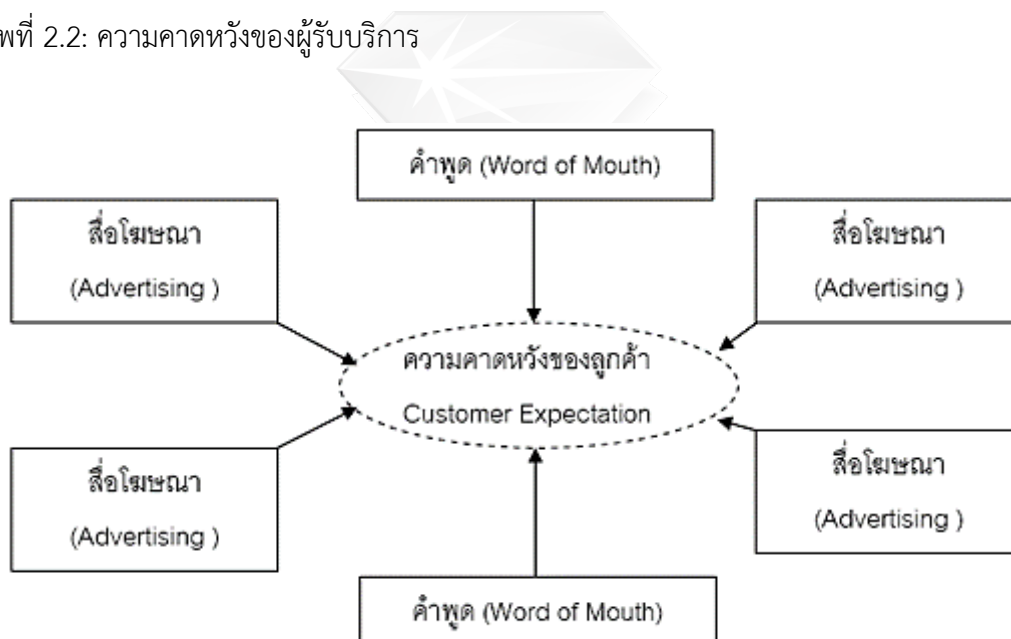 พที่ 2.2: ความคาดหวังของผู้รับบริการ
คำพูด (Word of Mouth)
สื่อโฆษณา
(Advertising )
สื่อโฆษณา
(Advertising )
ความคาดหวังของลูกค้า
Customer Expectation
สื่อโฆษณา
(Advertising )
สื่อโฆษณา
(Advertising )
คำพูด (Word of Mouth)